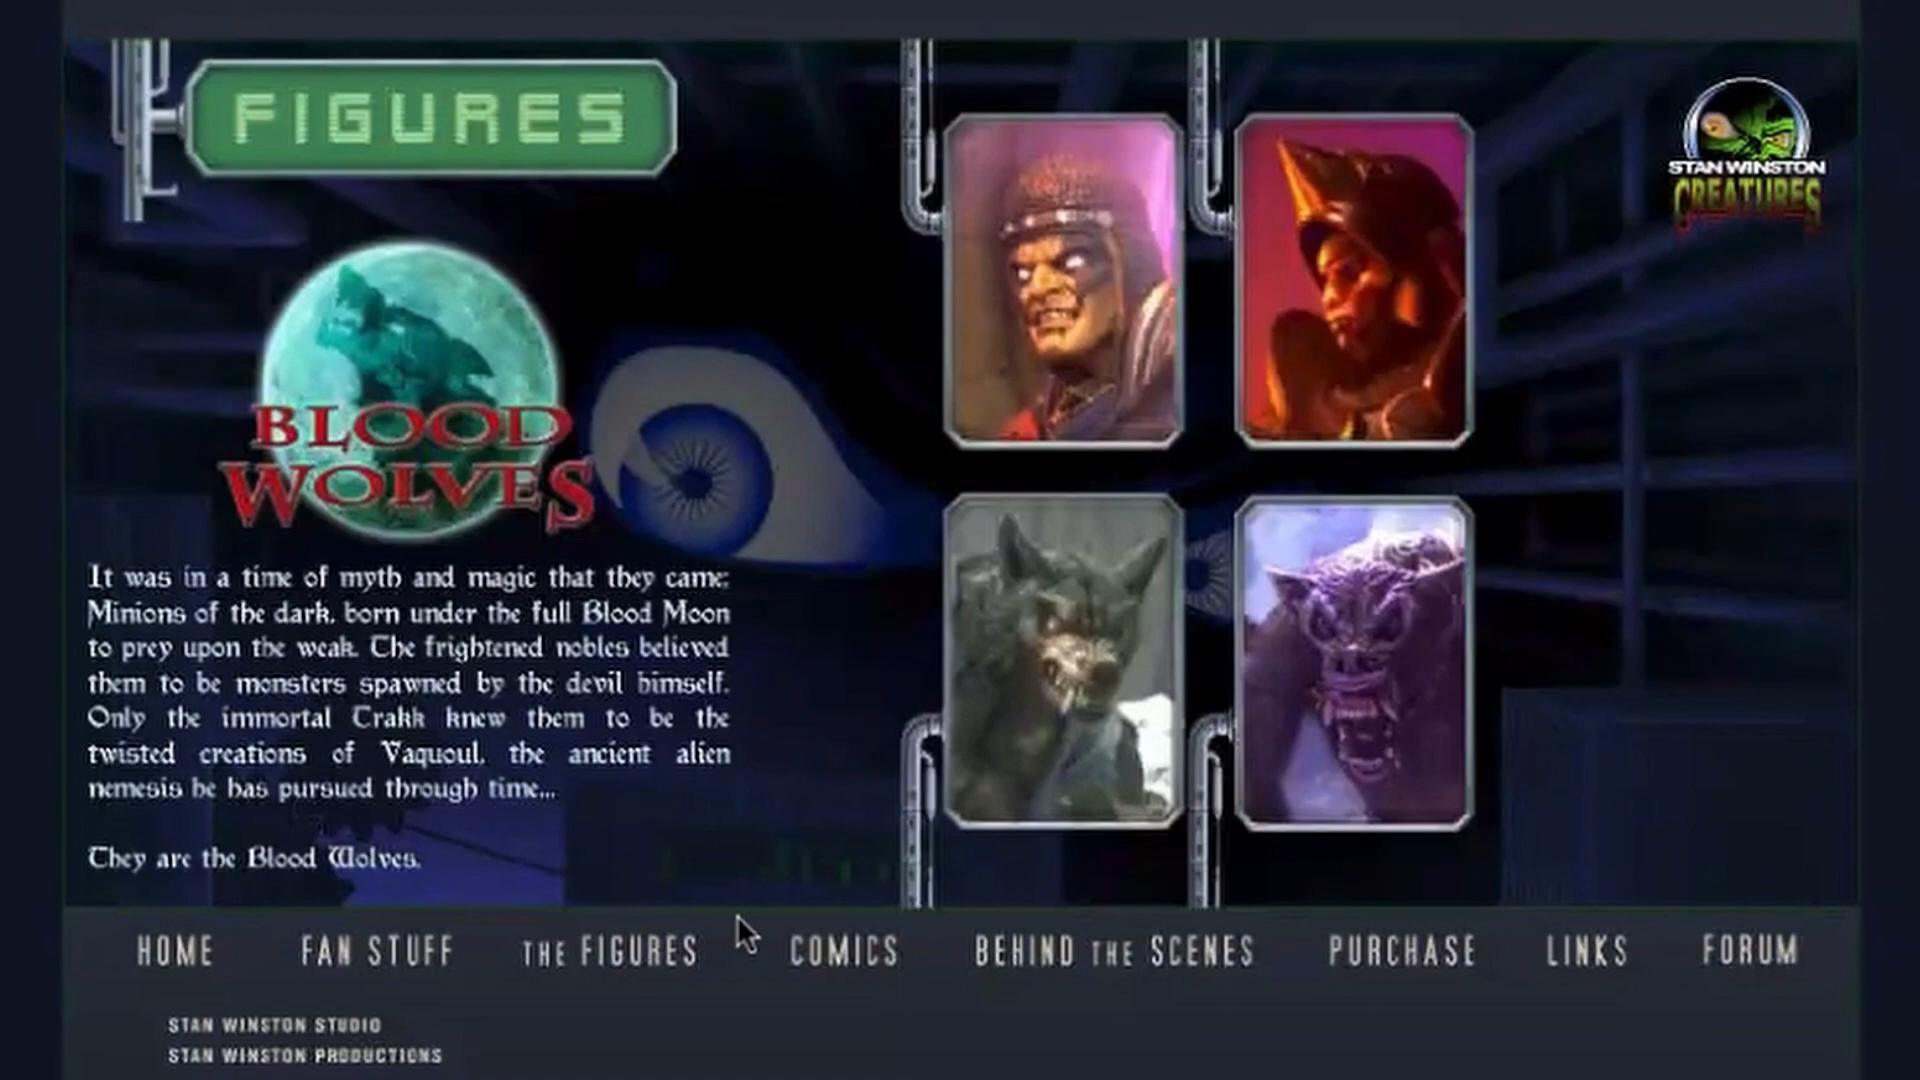 FIGURES
STAN WINSTON
CREATURES
BLOOD
WOLVES
It was in a time of myth and magic that they came:
Minions of the dark, born under the full Blood Moon
to prey upon the weak. The frightened nobles believed
them to be monsters spawned by the devil himself.
Only the immortal Trakk knew them to be the
twisted creations of Vaquoul, the ancient alien
nemesis he has pursued through time...
They are the Blood Wolves.
HOME FAN STUFF THE FIGURES COMICS BEHIND THE SCENES PURCHASE LINKS FORUM
STAN WINSTON STUDIO
STAN WINSTON PRODUCTIONS